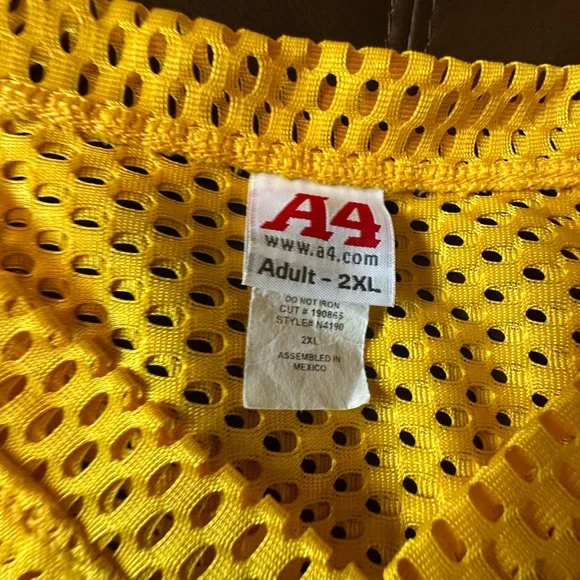 A4
www.a4.com
Adult - 2XL
DO NOT IRON
CUT # 190865
STYLE# N4190
2XL
ASSEMBLED IN
MEXICO